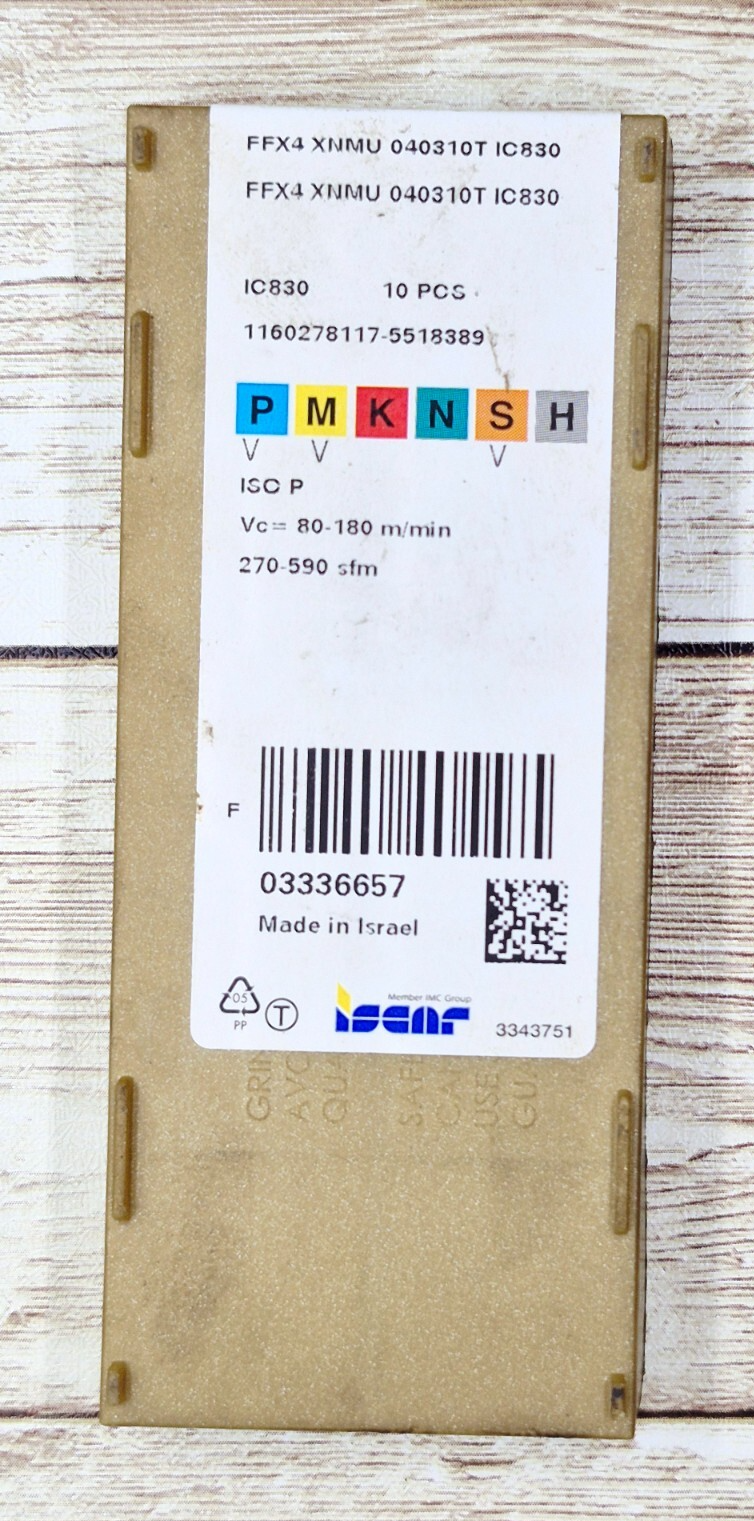 FFX4 XNMU 040310T IC830
FFX4 XNMU 040310T IC830
IC830 10 PCS
1160278117-5518389
P M K N S H
V V V
ISO P
Vc= 80-180 m/min
270-590 sfm
F
03336657
Made in Israel
05
PP
T
Member IMC Group
iscar
3343751